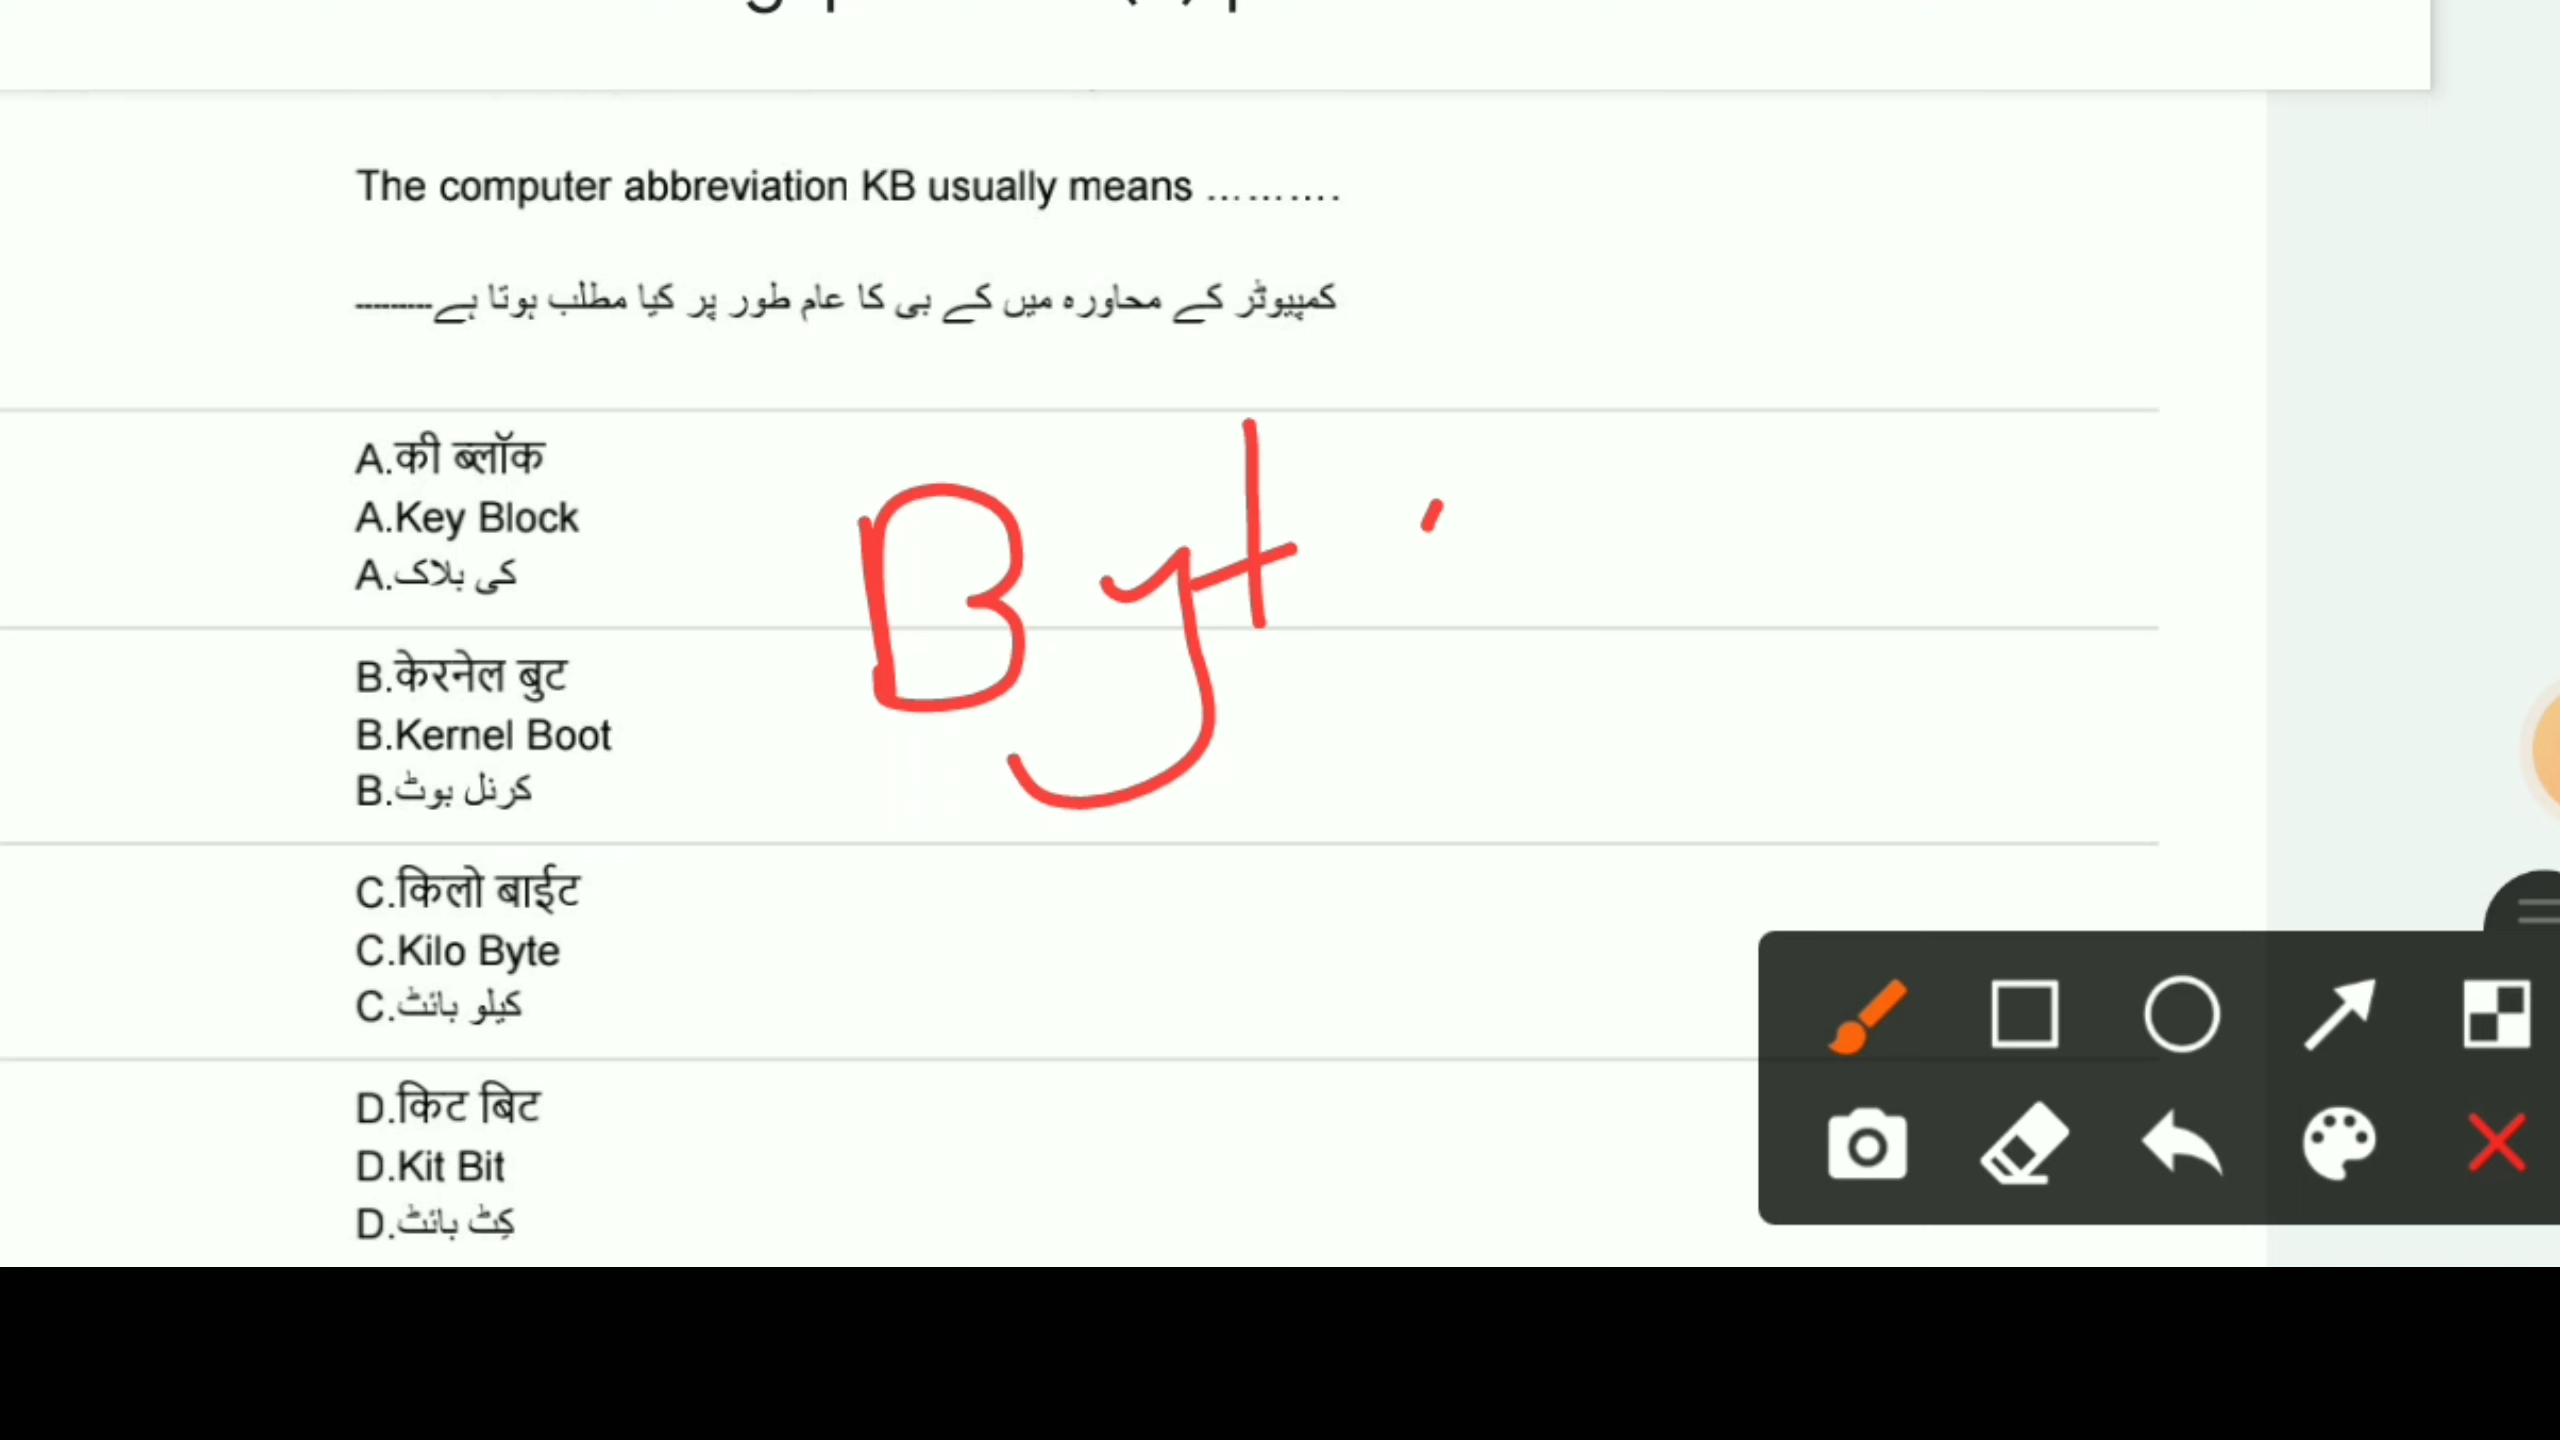 The computer abbreviation KB usually means ..........
کمپیوٹر کے محاورہ میں کے بی کا عام طور پر کیا مطلب ہوتا ہے---------
A.की ब्लॉक
A.Key Block
A.کی بلاک
Byt
B.केरनेल बुट
B.Kernel Boot
B.کرنل بوٹ
C.किलो बाईट
C.Kilo Byte
C.کیلو بائٹ
D.किट बिट
D.Kit Bit
D.کِٹ بائٹ